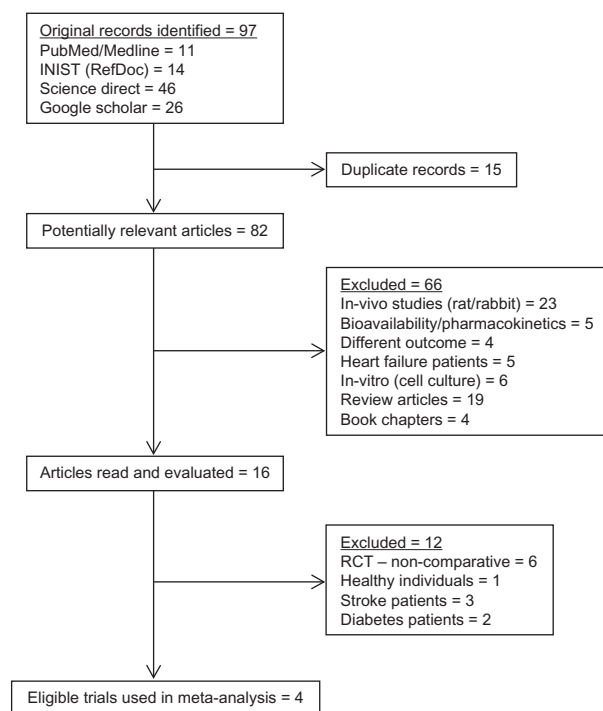 Original records identified = 97
PubMed/Medline = 11
INIST (RefDoc) = 14
Science direct = 46
Google scholar = 26
Duplicate records = 15
Potentially relevant articles = 82
Excluded = 66
In-vivo studies (rat/rabbit) = 23
Bioavailability/pharmacokinetics = 5
Different outcome = 4
Heart failure patients = 5
In-vitro (cell culture) = 6
Review articles = 19
Book chapters = 4
Articles read and evaluated = 16
Excluded = 12
RCT – non-comparative = 6
Healthy individuals = 1
Stroke patients = 3
Diabetes patients = 2
Eligible trials used in meta-analysis = 4